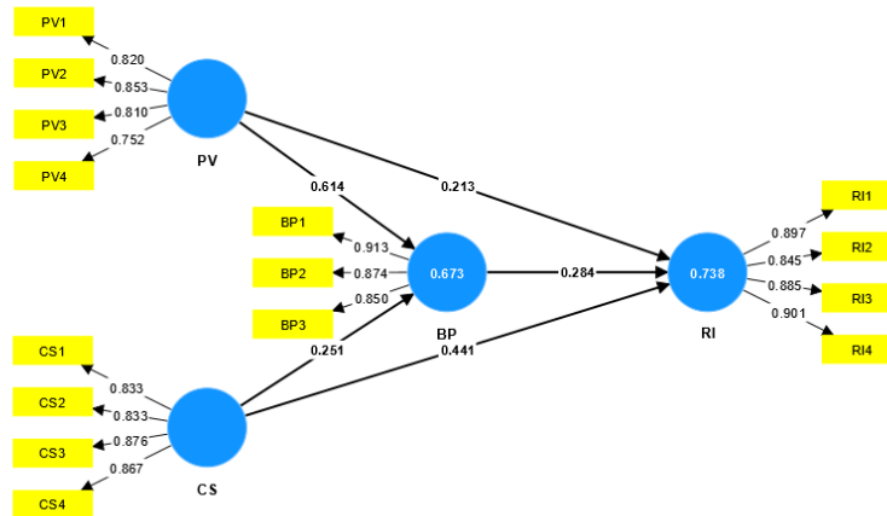 PV1
0.820
PV2
0.853
PV3
0.810
PV4
0.752
PV
0.614
0.213
BP1
0.913
BP2
0.874
BP3
0.850
0.673
BP
0.284
0.738
RI
RI1
0.897
RI2
0.845
RI3
0.885
RI4
0.901
0.251
0.441
CS1
0.833
CS2
0.833
CS3
0.876
CS4
0.867
CS